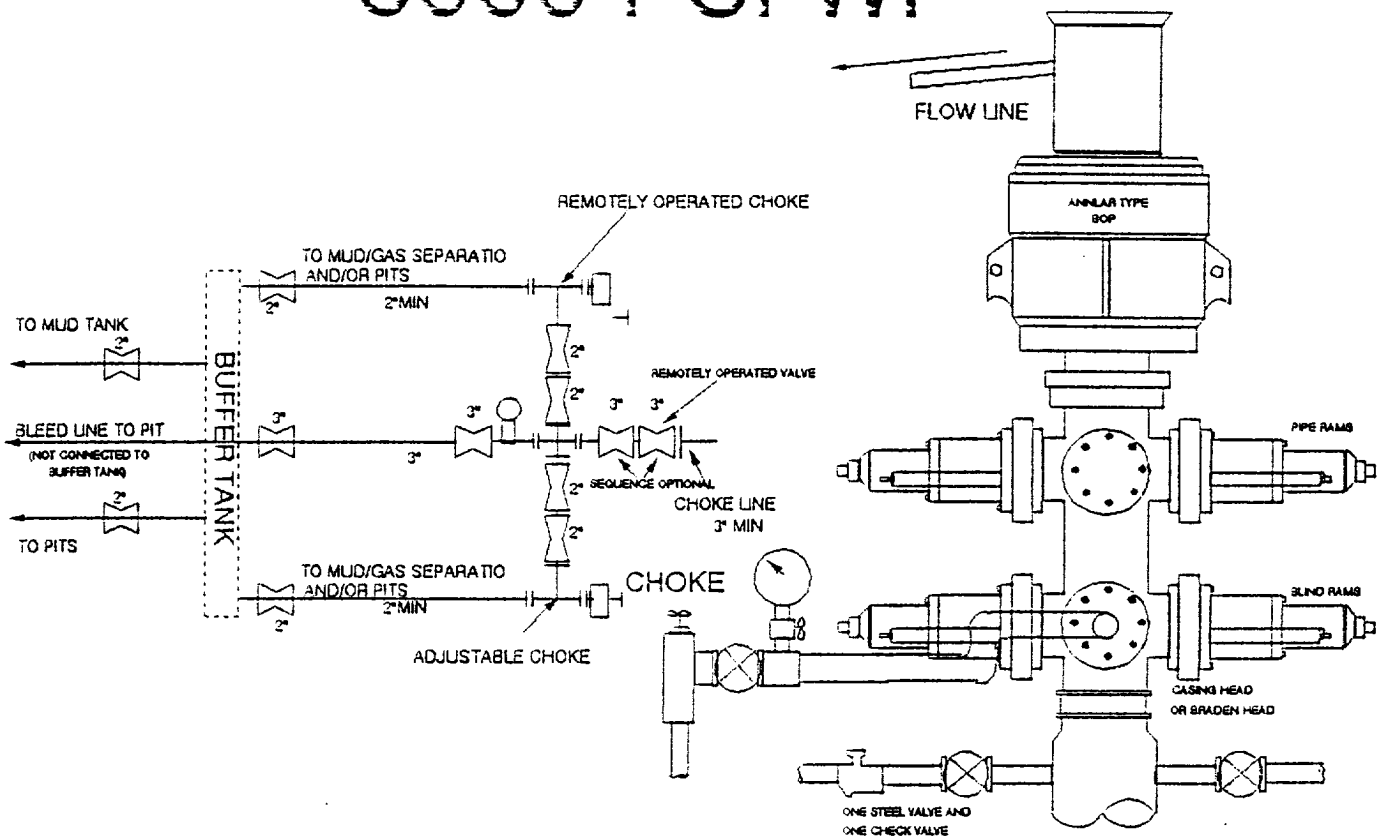 FLOW LINE
ANNLAR TYPE
BOP
REMOTELY OPERATED CHOKE
TO MUD/GAS SEPARATIO
AND/OR PITS
2" MIN
2"
TO MUD TANK
2"
BUFFER TANK
2"
2"
REMOTELY OPERATED VALVE
3"
3"
3"
3"
3"
BLEED LINE TO PIT
(NOT CONNECTED TO
BUFFER TANK)
SEQUENCE OPTIONAL
CHOKE LINE
3" MIN
2"
2"
2"
TO PITS
TO MUD/GAS SEPARATIO
AND/OR PITS
2" MIN
2"
CHOKE
ADJUSTABLE CHOKE
PIPE RAMS
BLIND RAMS
CASING HEAD
OR BRADEN HEAD
ONE STEEL VALVE AND
ONE CHECK VALVE